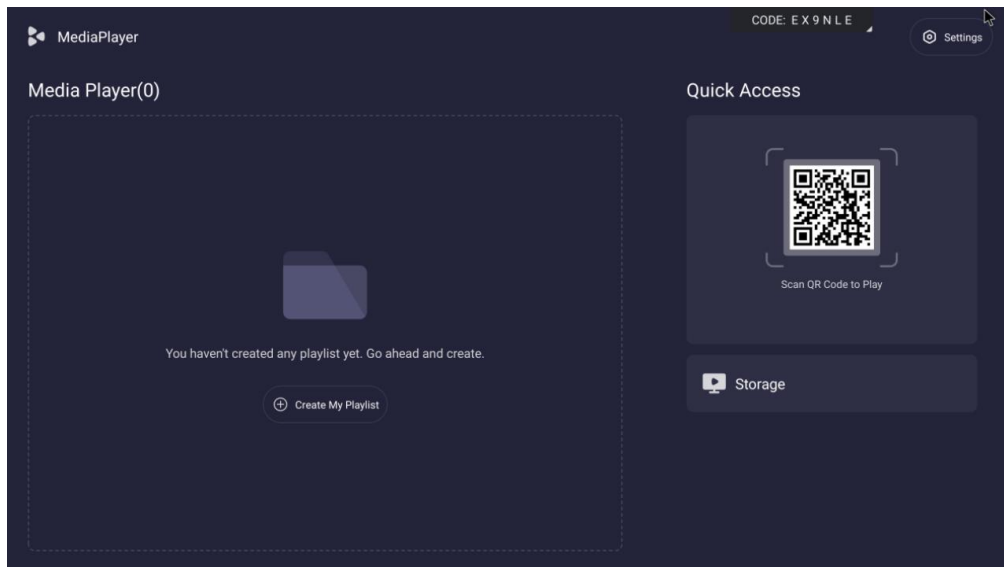 MediaPlayer
CODE: E X 9 N L E
Settings
Media Player(0)
Quick Access
Scan QR Code to Play
You haven't created any playlist yet. Go ahead and create.
Create My Playlist
Storage